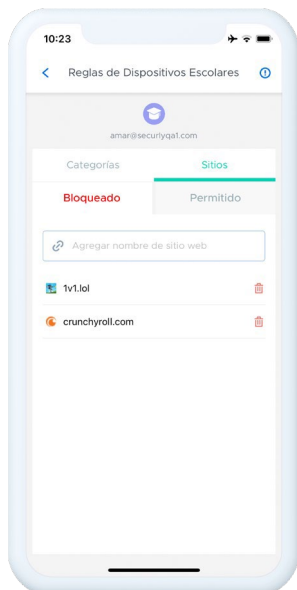 10:23
Reglas de Dispositivos Escolares
amar@securlyqa1.com
Categorías Sitios
Bloqueado Permitido
Agregar nombre de sitio web
1v1.lol
crunchyroll.com